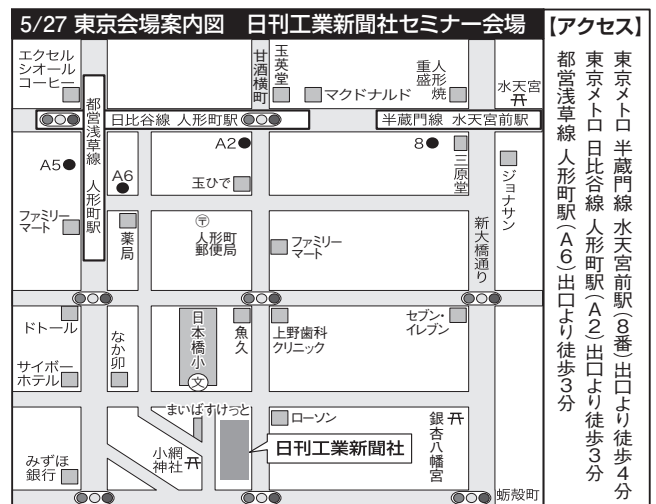 5/27 東京会場案内図　日刊工業新聞社セミナー会場
エクセル
シオール
コーヒー
甘酒横町
玉英堂
マクドナルド
重盛
人形焼
水天宮
都営浅草線 人形町駅
日比谷線 人形町駅
半蔵門線 水天宮前駅
A5
A6
A2
8
玉ひで
三原堂
ジョナサン
ファミリー
マート
薬局
〒
人形町
郵便局
ファミリー
マート
新大橋通り
ドトール
なか卯
日本橋小
文
魚久
上野歯科
クリニック
セブン・
イレブン
サイボー
ホテル
まいばすけっと
ローソン
銀杏八幡宮
小網
神社
日刊工業新聞社
みずほ
銀行
蛎殻町
【アクセス】
東京メトロ 半蔵門線 水天宮前駅(8番)出口より徒歩4分
東京メトロ 日比谷線 人形町駅(A2)出口より徒歩3分
都営浅草線 人形町駅(A6)出口より徒歩3分